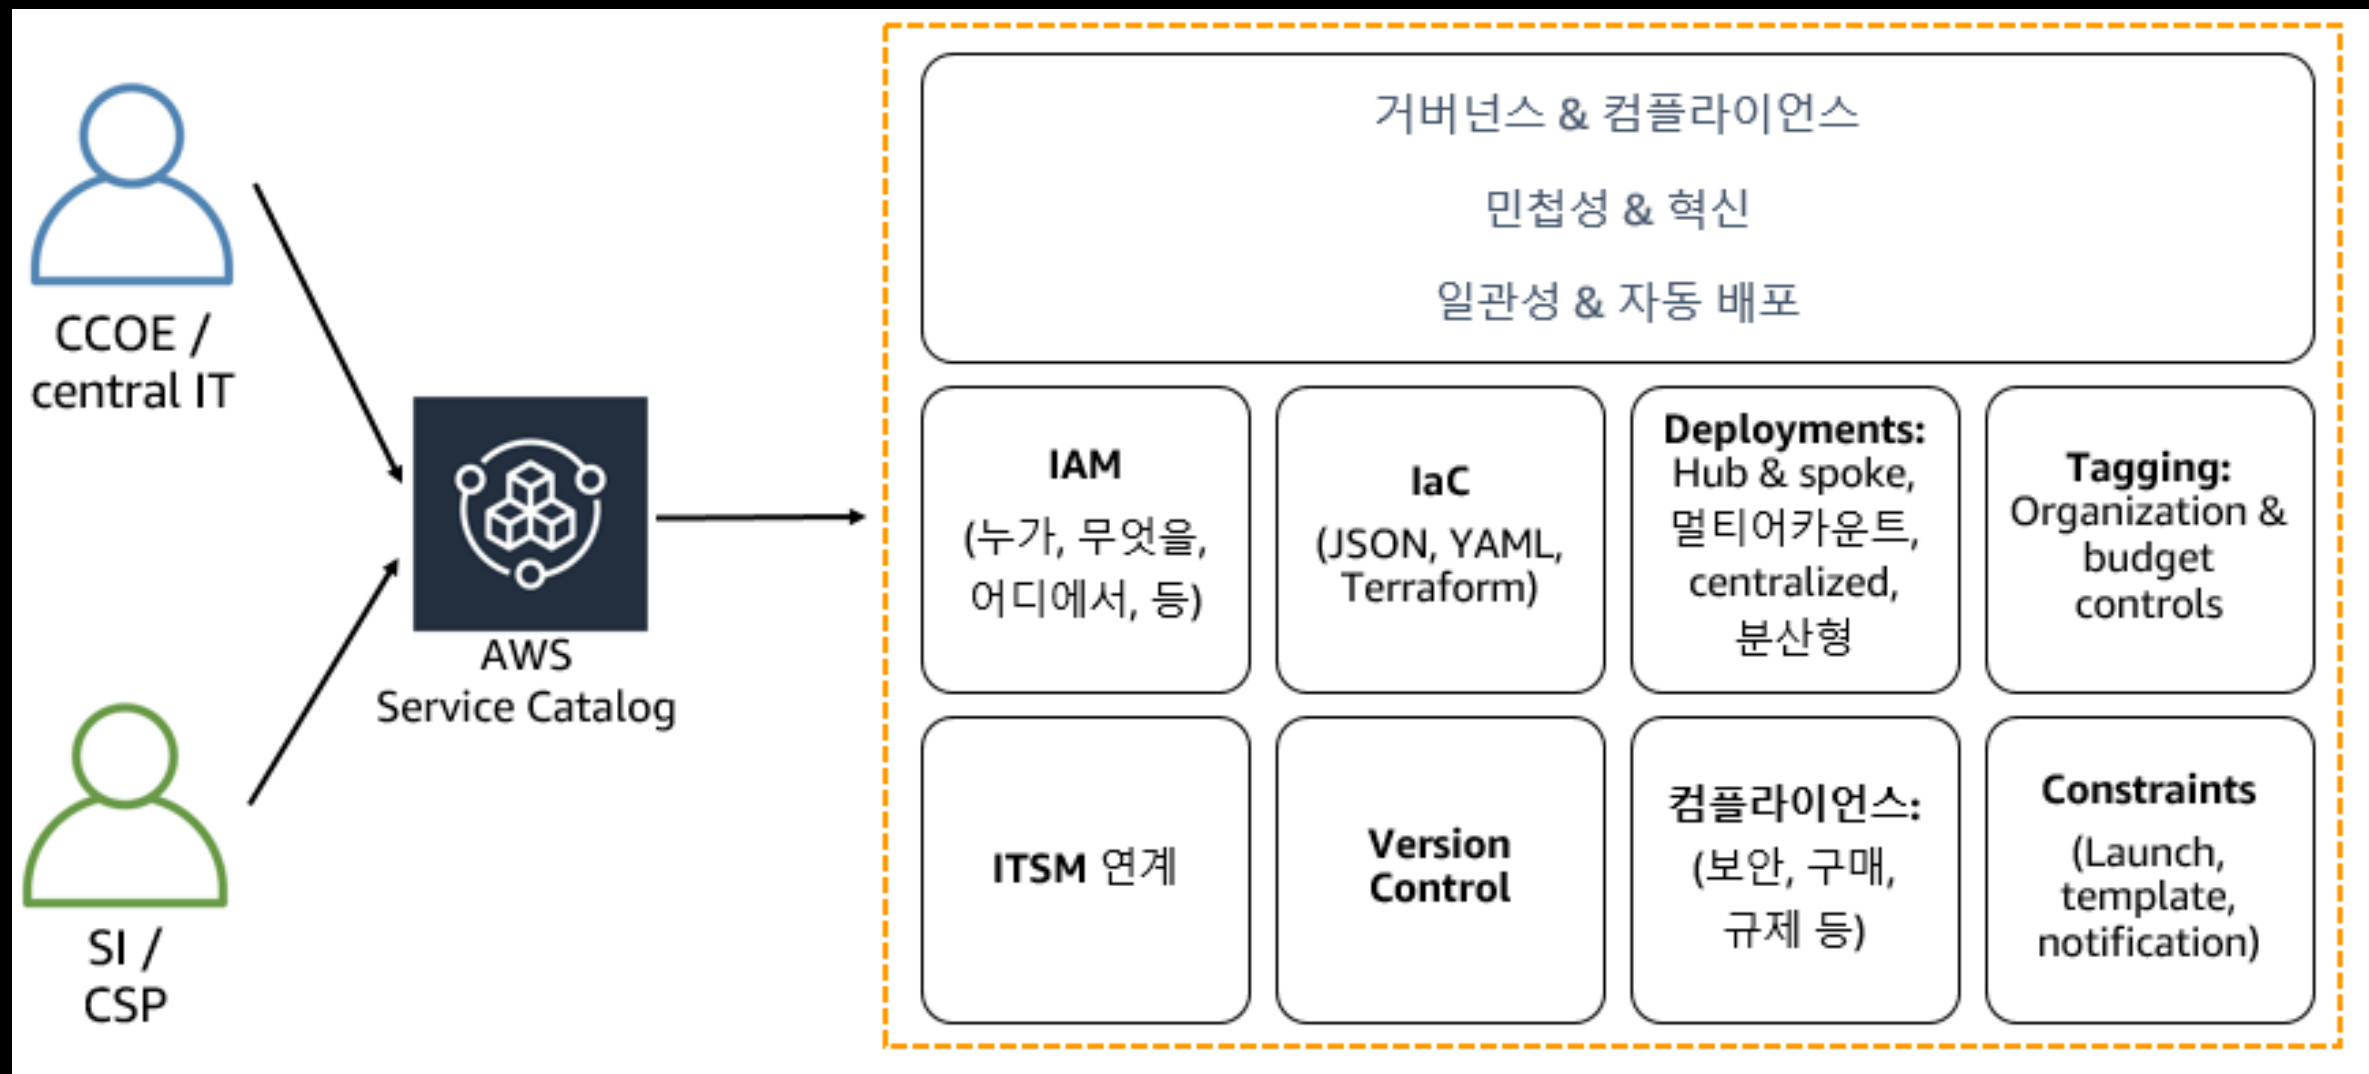 CCOE /
central IT
SI /
CSP
AWS
Service Catalog
거버넌스 & 컴플라이언스
민첩성 & 혁신
일관성 & 자동 배포
IAM
(누가, 무엇을,
어디에서, 등)
IaC
(JSON, YAML,
Terraform)
Deployments:
Hub & spoke,
멀티어카운트,
centralized,
분산형
Tagging:
Organization &
budget
controls
ITSM 연계
Version
Control
컴플라이언스:
(보안, 구매,
규제 등)
Constraints
(Launch,
template,
notification)